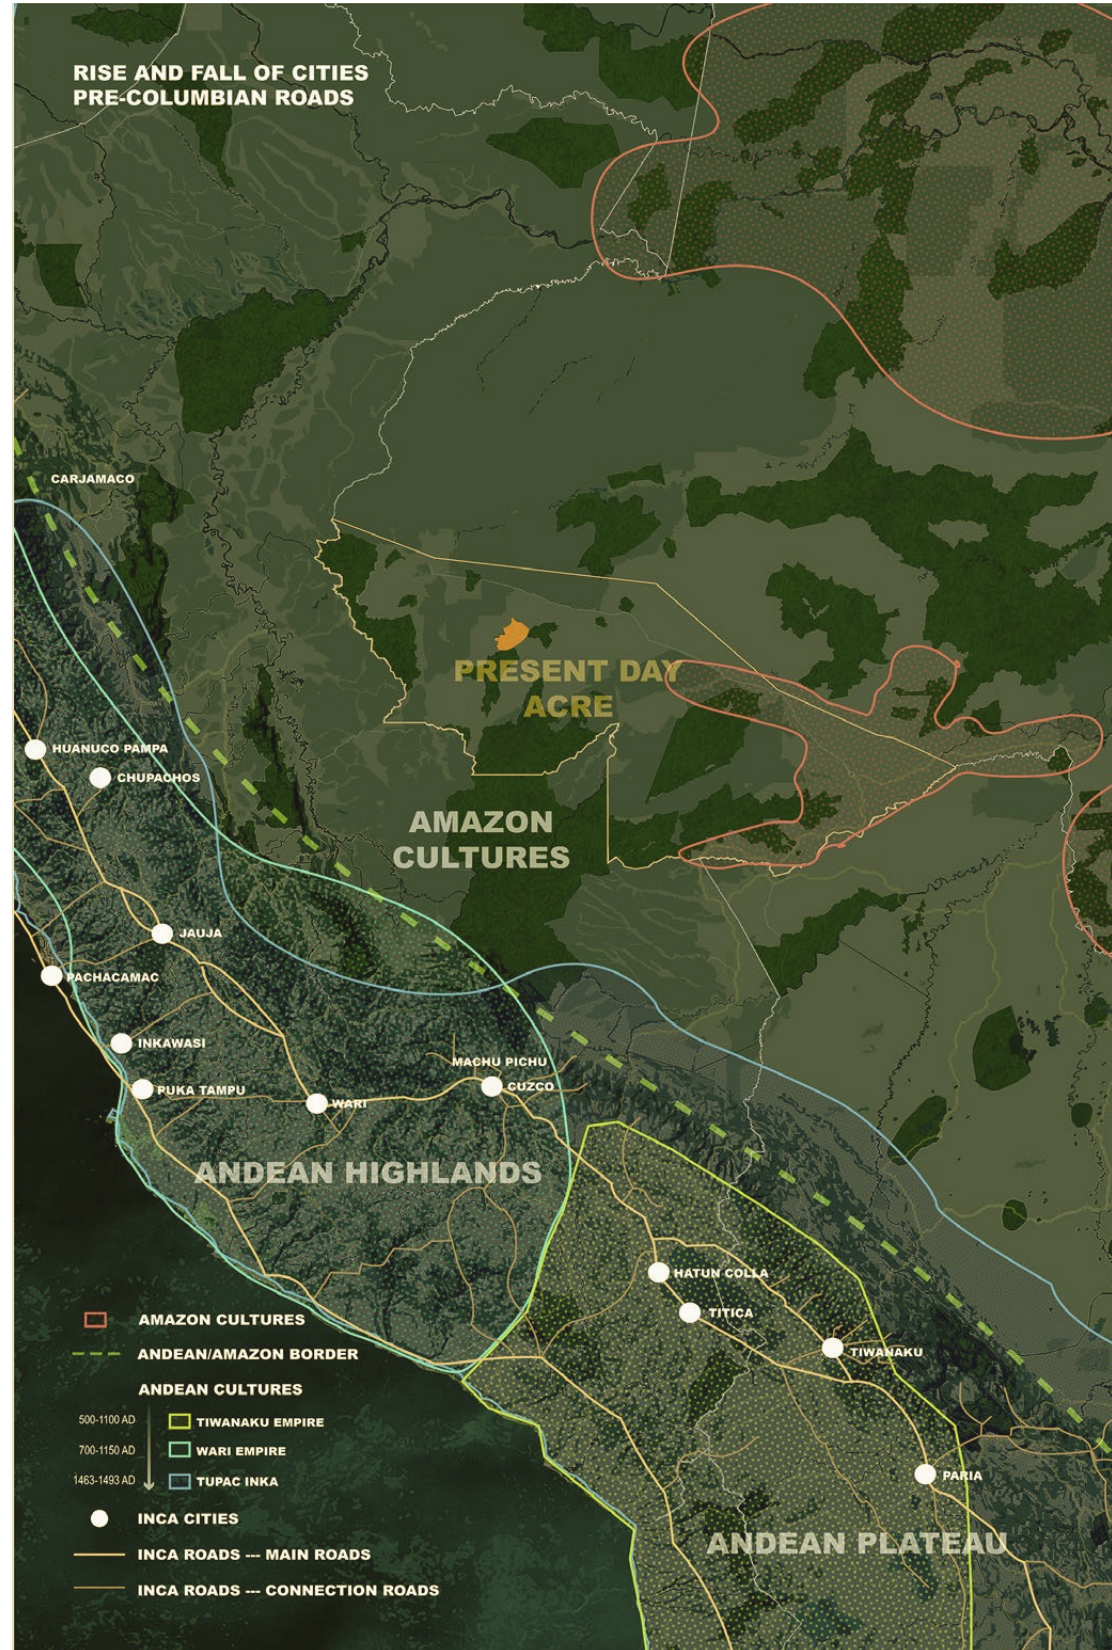 RISE AND FALL OF CITIES
PRE-COLUMBIAN ROADS
CARJAMACO
PRESENT DAY
ACRE
HUANUCO PAMPA
CHUPACHOS
AMAZON
CULTURES
JAUJA
PACHACAMAC
INKAWASI
MACHU PICHU
PUKA TAMPU
CUZCO
WARI
ANDEAN HIGHLANDS
HATUN COLLA
TITICA
TIWANAKU
PARIA
ANDEAN PLATEAU
AMAZON CULTURES
ANDEAN/AMAZON BORDER
ANDEAN CULTURES
500-1100 AD TIWANAKU EMPIRE
700-1150 AD WARI EMPIRE
1463-1493 AD TUPAC INKA
INCA CITIES
INCA ROADS --- MAIN ROADS
INCA ROADS --- CONNECTION ROADS